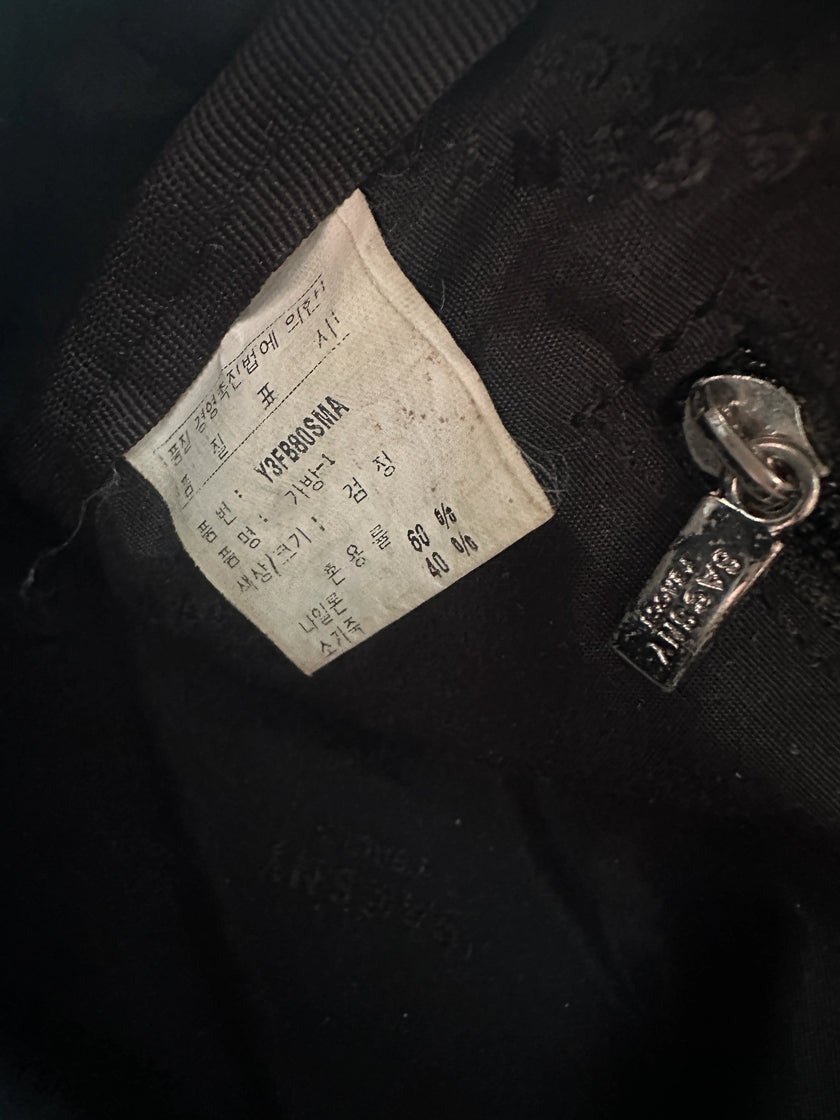 품질 경영촉진법에 의한
품 질 표 시
품 번 : Y3FB80SMA
품 명 : 가방-1
색상/크기 : 검 정
혼 용 률
나일론 60 %
소가죽 40 %